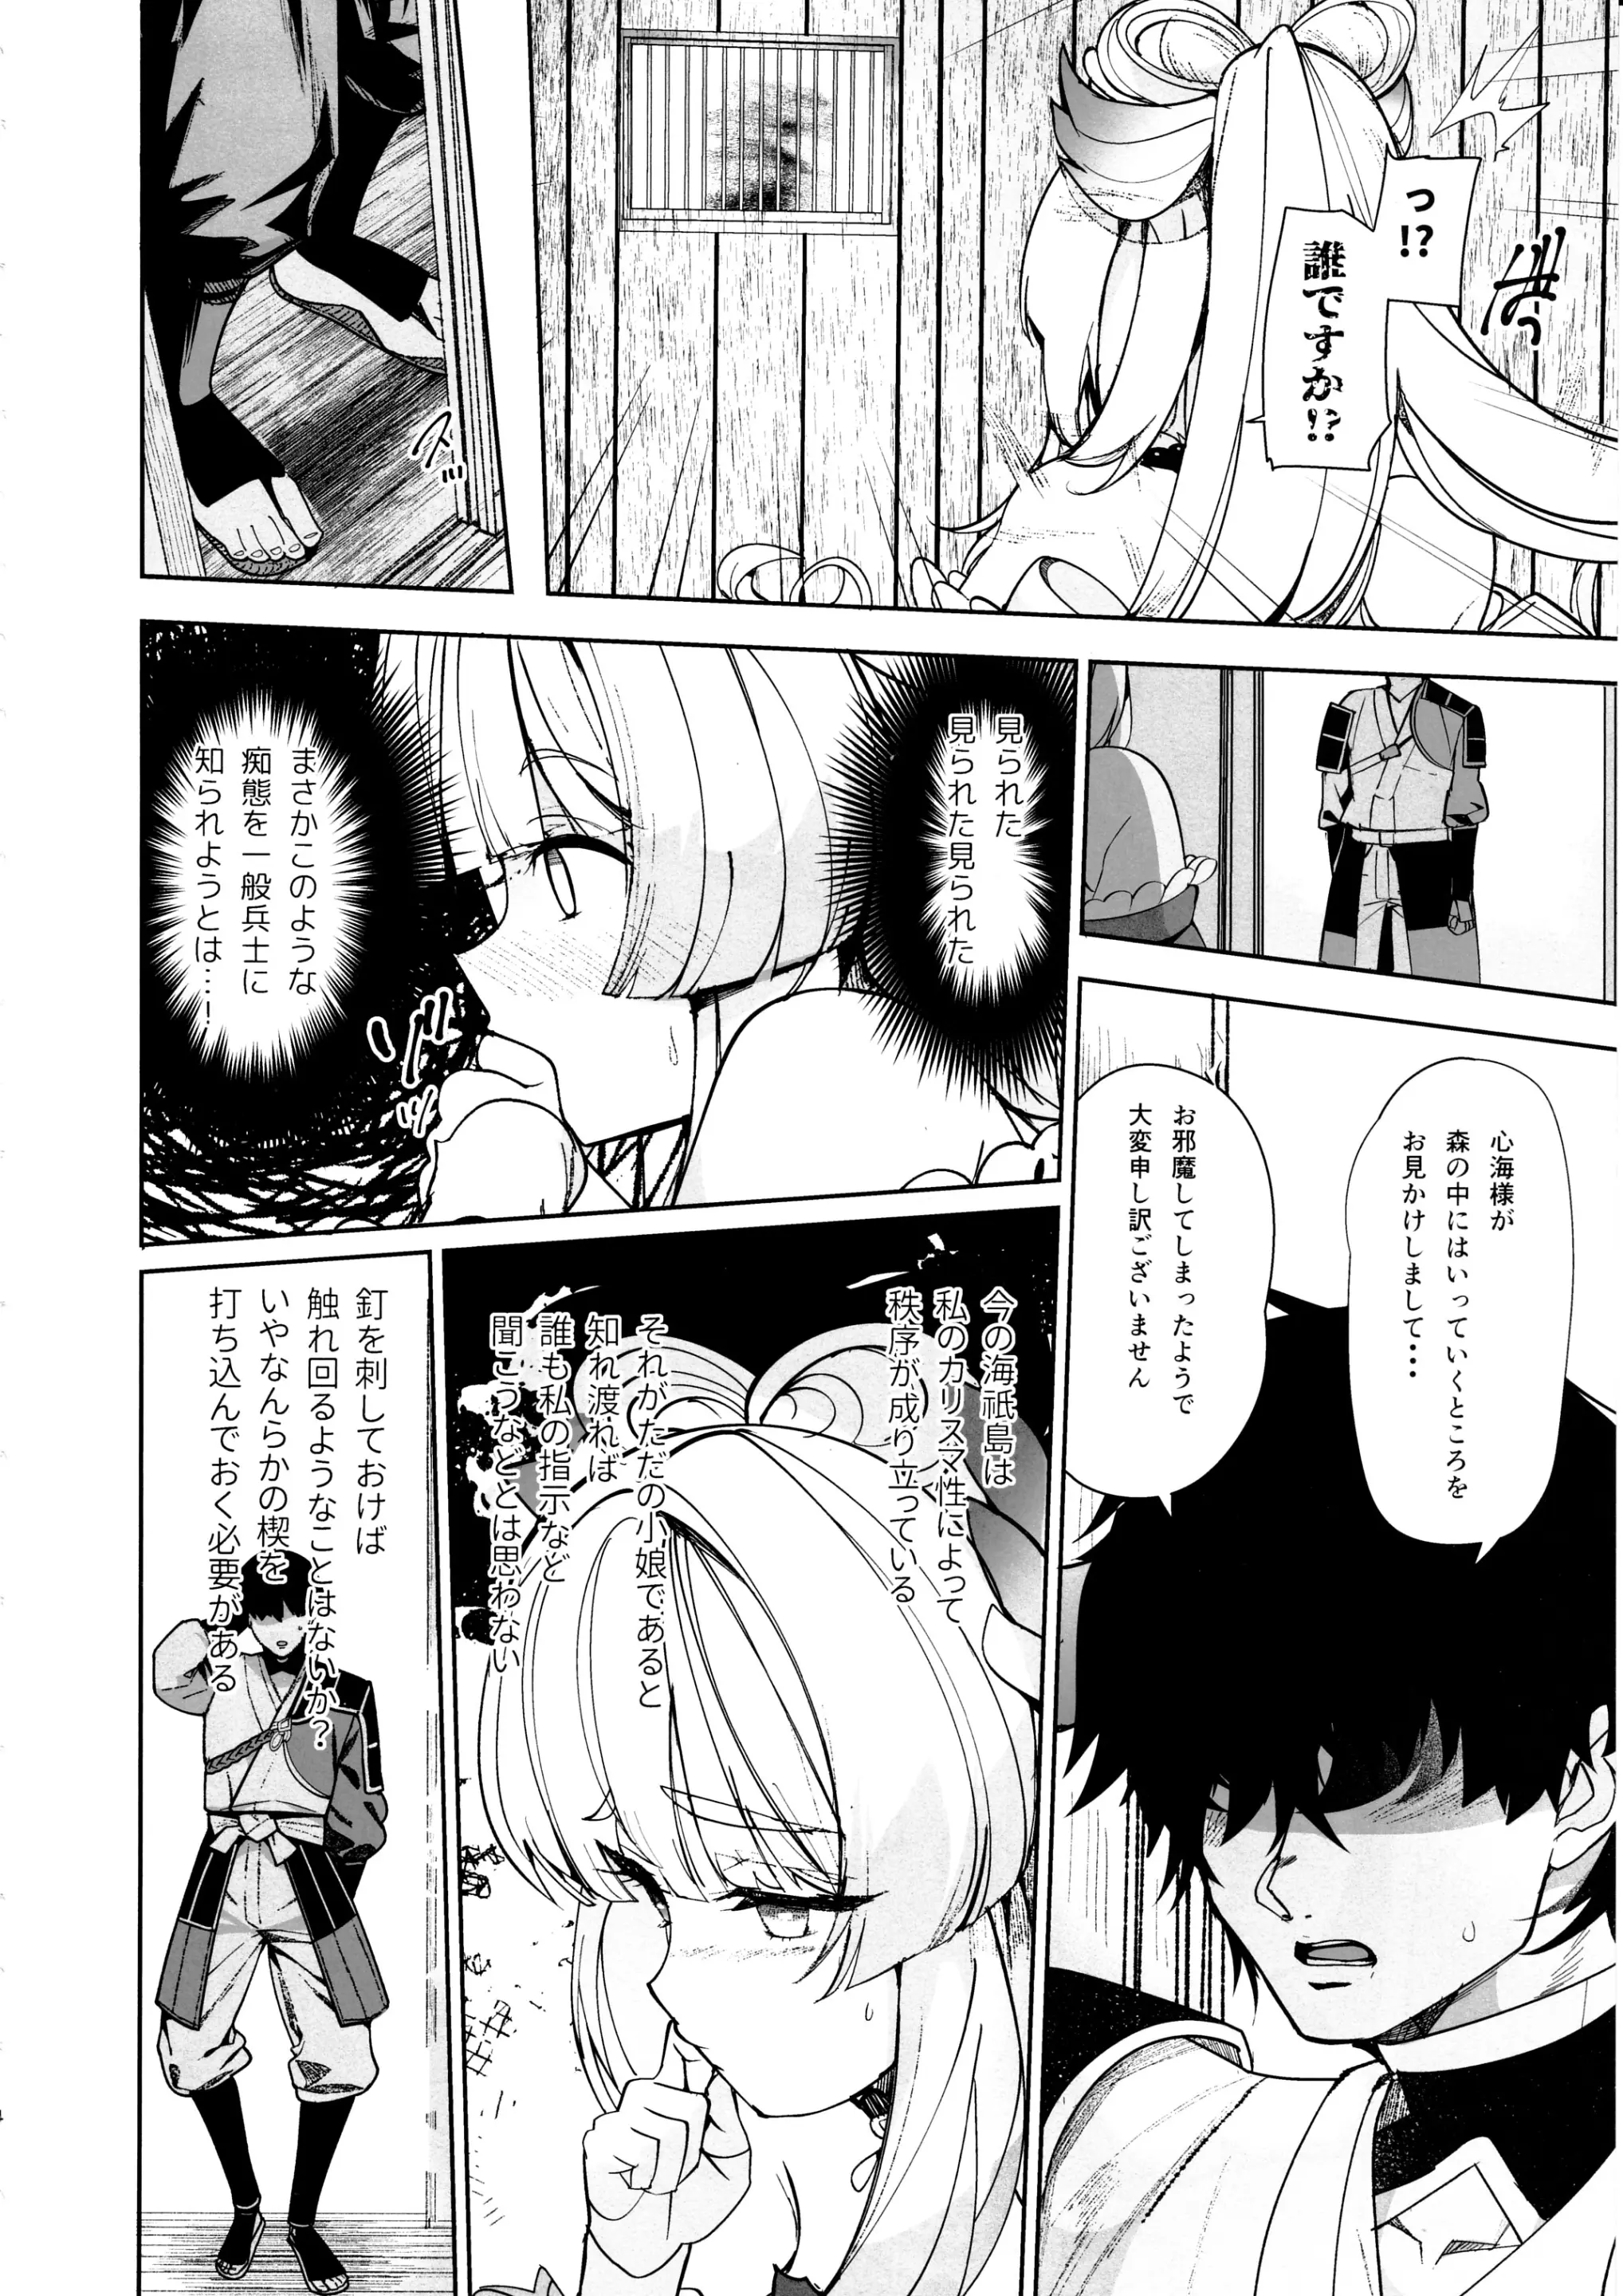 っ!?
誰ですか!?
ばっ
ス…
見られた
見られた見られた
まさかこのような
痴態を一般兵士に
知られようとは…!
心海様が
森の中にはいっていくところを
お見かけしまして・・・
お邪魔してしまったようで
大変申し訳ございません
今の海祇島は
私のカリスマ性によって
秩序が成り立っている
それがただの小娘であると
知れ渡れば
誰も私の指示など
聞こうなどとは思わない
釘を刺しておけば
触れ回るようなことはないか?
いやなんらかの楔を
打ち込んでおく必要がある